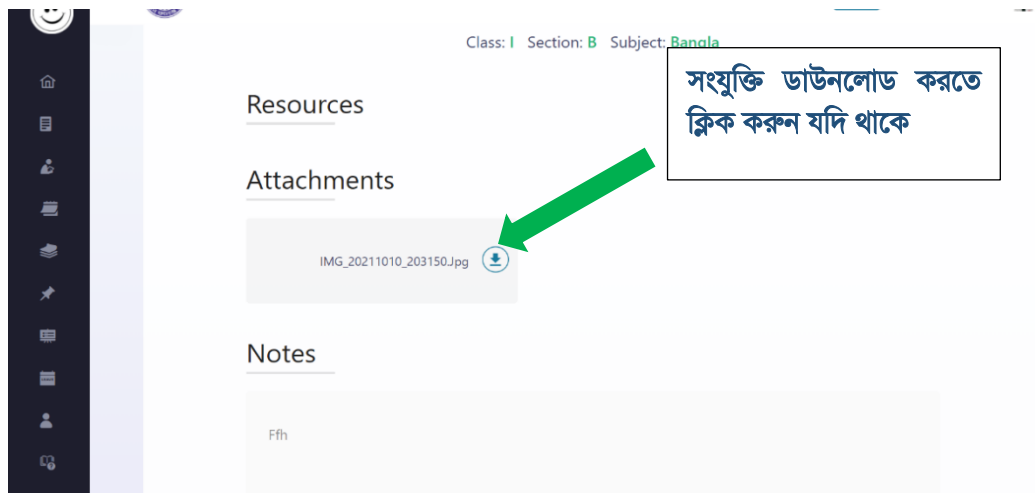 Class: I Section: B Subject: Bangla
সংযুক্তি ডাউনলোড করতে
ক্লিক করুন যদি থাকে
Resources
Attachments
IMG_20211010_203150.Jpg
Notes
Ffh